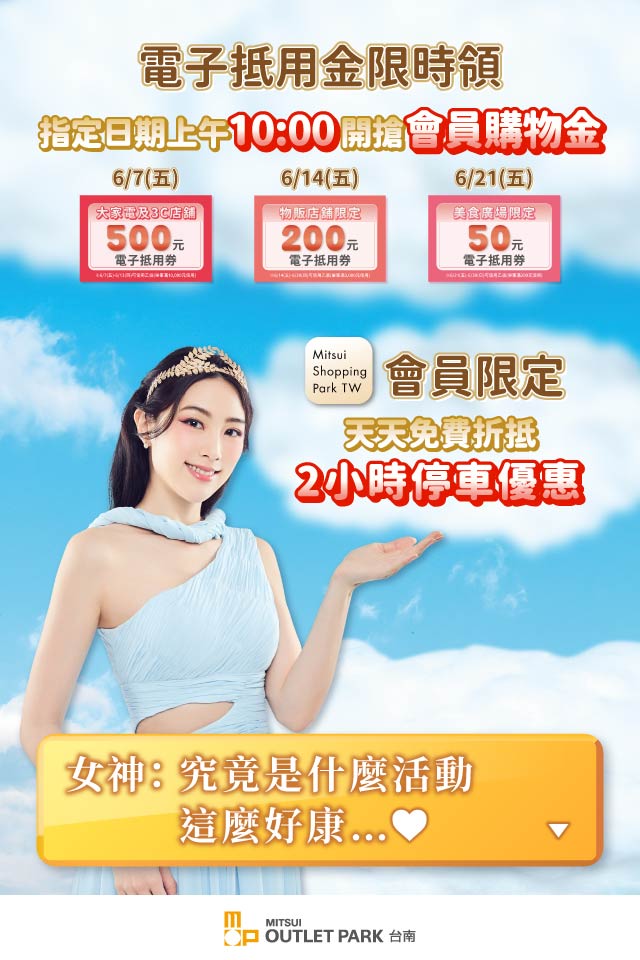 電子抵用金限時領
指定日期上午10:00開搶會員購物金
6/7(五)
6/14(五)
6/21(五)
大家電及3C店舖
500元
電子抵用券
物販店舖限定
200元
電子抵用券
美食廣場限定
50元
電子抵用券
Mitsui
Shopping
Park TW
會員限定
天天免費折抵
2小時停車優惠
女神：究竟是什麼活動
這麼好康...♥
mop
MITSUI
OUTLET PARK 台南